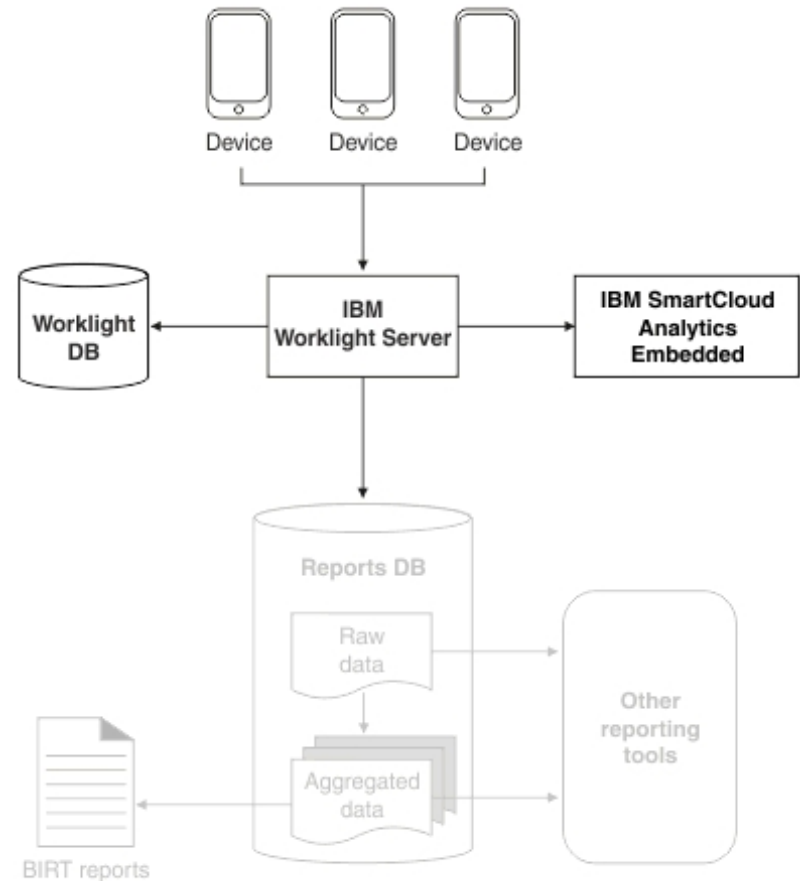 Device
Device
Device
Worklight
DB
IBM
Worklight Server
IBM SmartCloud
Analytics
Embedded
Reports DB
Raw
data
Other
reporting
tools
Aggregated
data
BIRT reports